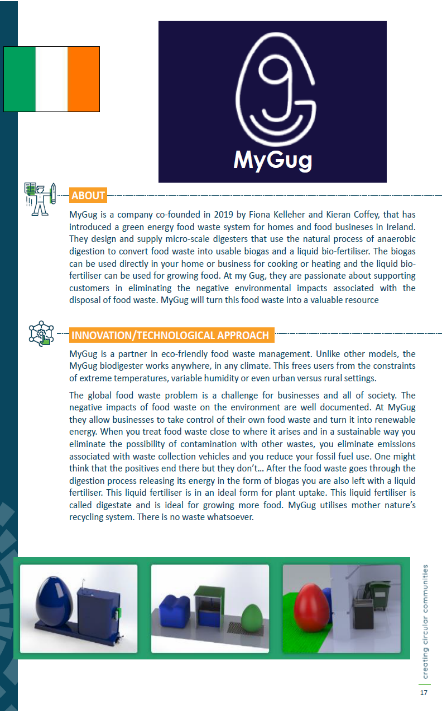 MyGug
ABOUT
MyGug is a company co-founded in 2019 by Fiona Kelleher and Kieran Coffey, that has
introduced a green energy food waste system for homes and food busineses in Ireland.
They design and supply micro-scale digesters that use the natural process of anaerobic
digestion to convert food waste into usable biogas and a liquid bio-fertiliser. The biogas
can be used directly in your home or business for cooking or heating and the liquid bio-
fertiliser can be used for growing food. At my Gug, they are passionate about supporting
customers in eliminating the negative environmental impacts associated with the
disposal of food waste. MyGug will turn this food waste into a valuable resource
INNOVATION/TECHNOLOGICAL APPROACH
MyGug is a partner in eco-friendly food waste management. Unlike other models, the
MyGug biodigester works anywhere, in any climate. This frees users from the constraints
of extreme temperatures, variable humidity or even urban versus rural settings.
The global food waste problem is a challenge for businesses and all of society. The
negative impacts of food waste on the environment are well documented. At MyGug
they allow businesses to take control of their own food waste and turn it into renewable
energy. When you treat food waste close to where it arises and in a sustainable way you
eliminate the possibility of contamination with other wastes, you eliminate emissions
associated with waste collection vehicles and you reduce your fossil fuel use. One might
think that the positives end there but they don't... After the food waste goes through the
digestion process releasing its energy in the form of biogas you are also left with a liquid
fertiliser. This liquid fertiliser is in an ideal form for plant uptake. This liquid fertiliser is
called digestate and is ideal for growing more food. MyGug utilises mother nature's
recycling system. There is no waste whatsoever.
creating circular communities
17